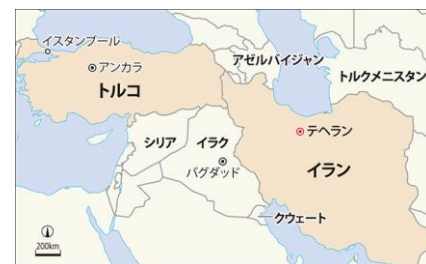 イスタンブール
アンカラ
トルコ
アゼルバイジャン
トルクメニスタン
シリア
イラク
バグダッド
テヘラン
イラン
クウェート
200km